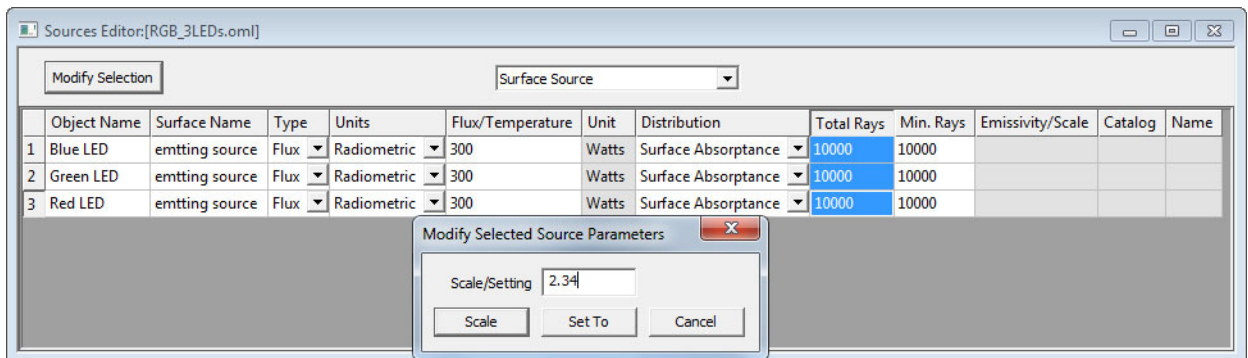 Sources Editor:[RGB_3LEDs.oml]
Modify Selection Surface Source
Object Name Surface Name Type Units Flux/Temperature Unit Distribution Total Rays Min. Rays Emissivity/Scale Catalog Name
1 Blue LED emtting source Flux Radiometric 300 Watts Surface Absorptance 10000 10000
2 Green LED emtting source Flux Radiometric 300 Watts Surface Absorptance 10000 10000
3 Red LED emtting source Flux Radiometric 300 Watts Surface Absorptance 10000 10000
Modify Selected Source Parameters
Scale/Setting 2.34
Scale Set To Cancel